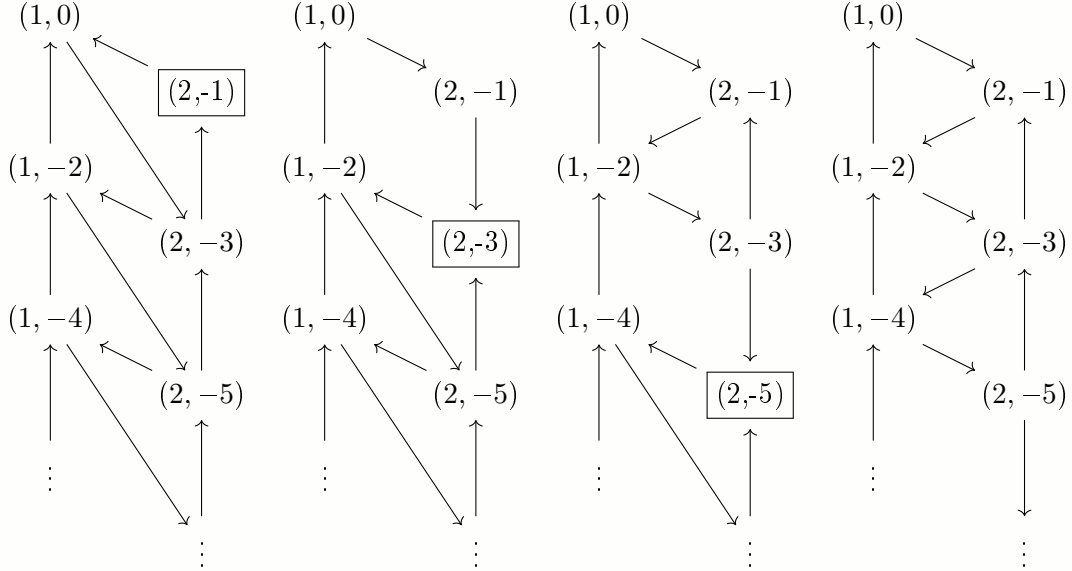 (1, 0) (1, 0) (1, 0) (1, 0)
(2,-1) (2, −1) (2, −1) (2, −1)
(1, −2) (1, −2) (1, −2) (1, −2)
(2, −3) (2,-3) (2, −3) (2, −3)
(1, −4) (1, −4) (1, −4) (1, −4)
(2, −5) (2, −5) (2,-5) (2, −5)
⋮ ⋮ ⋮ ⋮
⋮ ⋮ ⋮ ⋮